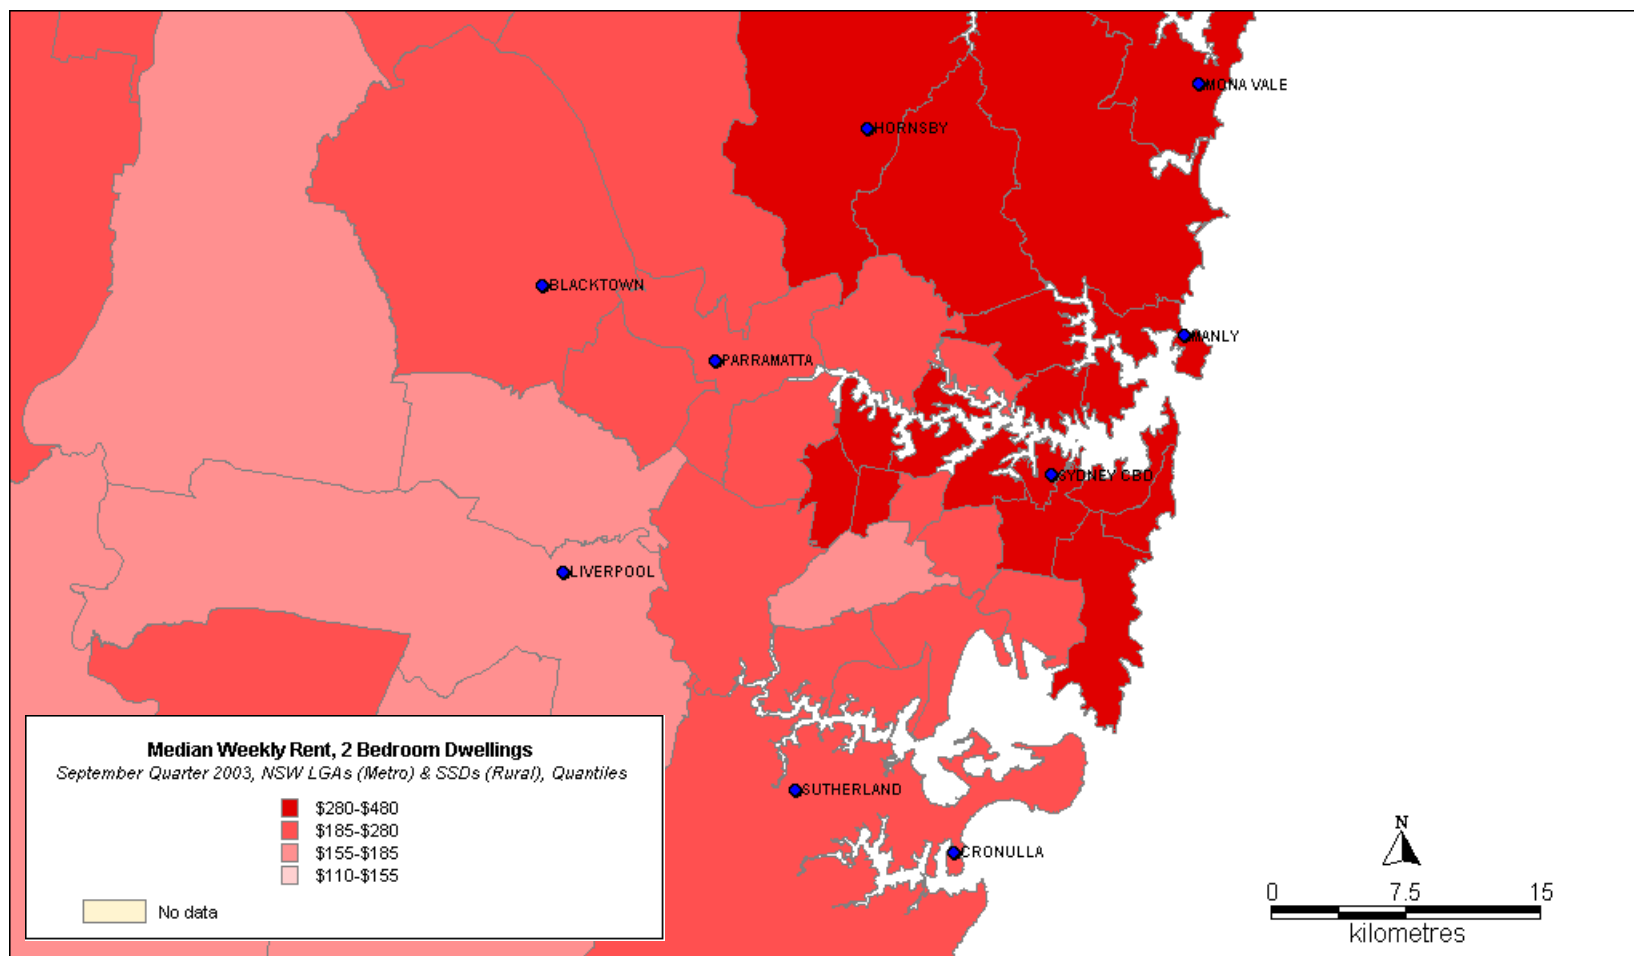 MONA VALE
HORNSBY
BLACKTOWN
MANLY
PARRAMATTA
SYDNEY CBD
LIVERPOOL
Median Weekly Rent, 2 Bedroom Dwellings
September Quarter 2003, NSW LGAs (Metro) & SSDs (Rural), Quantiles
$280-$480
$185-$280
$155-$185
$110-$155
No data
SUTHERLAND
CRONULLA
N
0 7.5 15
kilometres